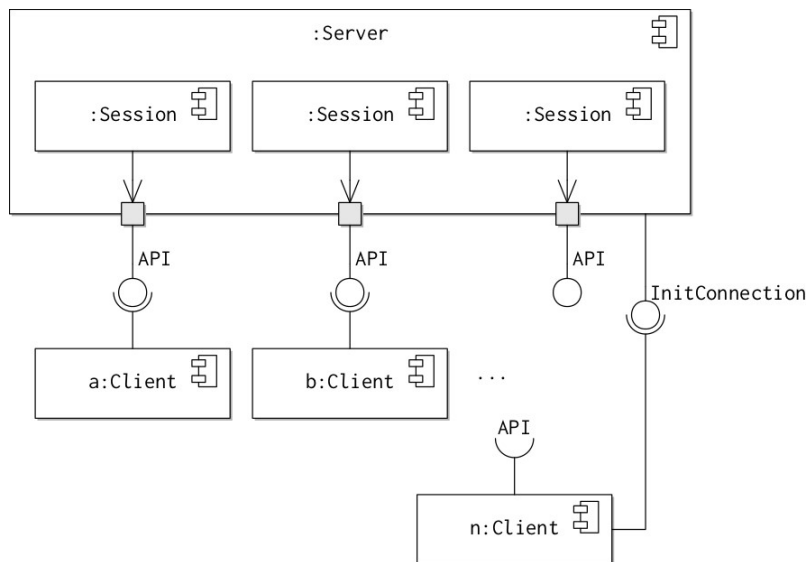 :Server
:Session
:Session
:Session
API
API
API
InitConnection
a:Client
b:Client
...
API
n:Client